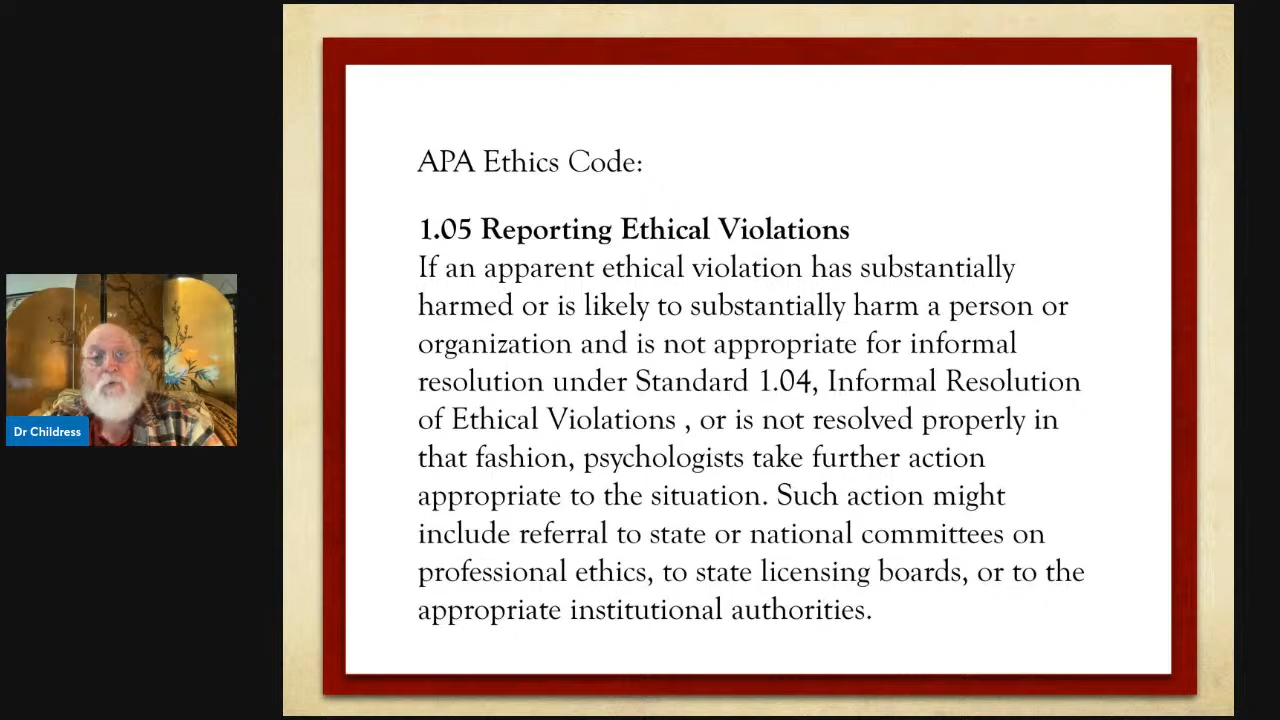 APA Ethics Code:
1.05 Reporting Ethical Violations
If an apparent ethical violation has substantially
harmed or is likely to substantially harm a person or
organization and is not appropriate for informal
resolution under Standard 1.04, Informal Resolution
of Ethical Violations , or is not resolved properly in
that fashion, psychologists take further action
appropriate to the situation. Such action might
include referral to state or national committees on
professional ethics, to state licensing boards, or to the
appropriate institutional authorities.
Dr Childress